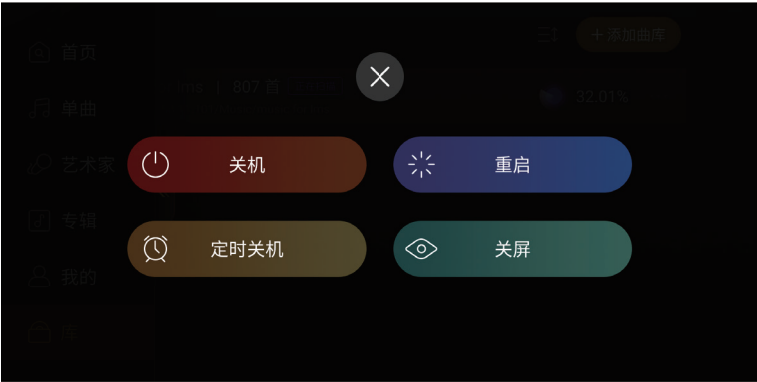 首页
+添加曲库
807 首
单曲
32.01%
艺术家
关机
重启
专辑
定时关机
关屏
我的
库